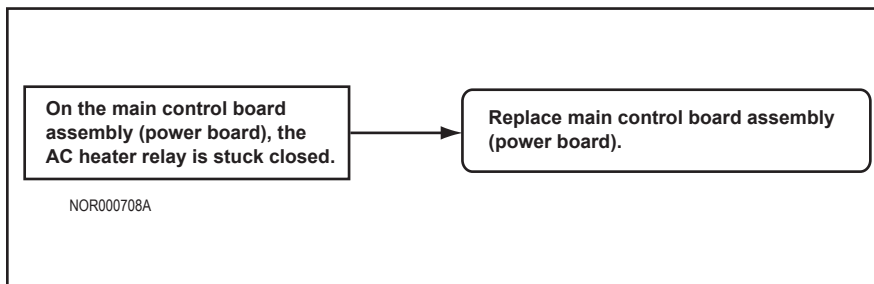 On the main control board
assembly (power board), the
AC heater relay is stuck closed.
Replace main control board assembly
(power board).
NOR000708A